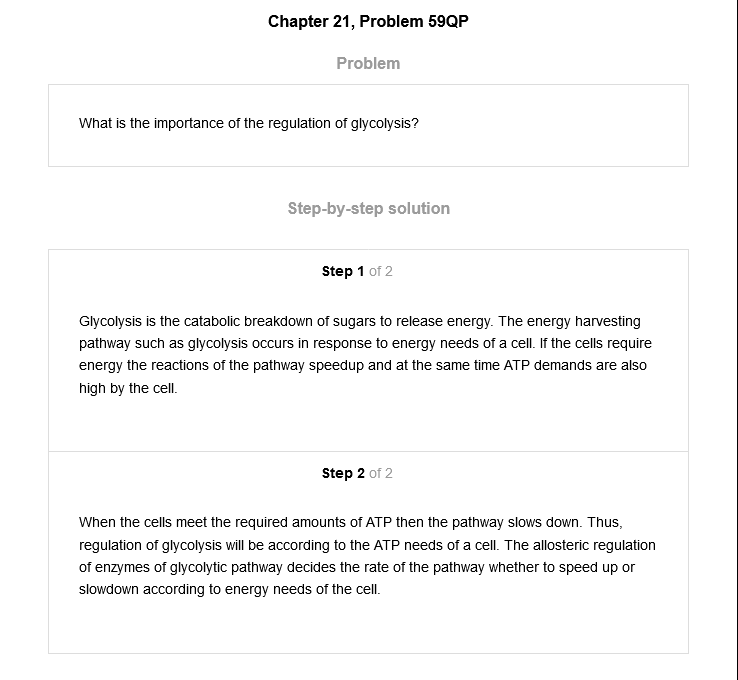 Chapter 21, Problem 59QP
Problem
What is the importance of the regulation of glycolysis?
Step-by-step solution
Step 1 of 2
Glycolysis is the catabolic breakdown of sugars to release energy. The energy harvesting
pathway such as glycolysis occurs in response to energy needs of a cell. If the cells require
energy the reactions of the pathway speedup and at the same time ATP demands are also
high by the cell.
Step 2 of 2
When the cells meet the required amounts of ATP then the pathway slows down. Thus,
regulation of glycolysis will be according to the ATP needs of a cell. The allosteric regulation
of enzymes of glycolytic pathway decides the rate of the pathway whether to speed up or
slowdown according to energy needs of the cell.